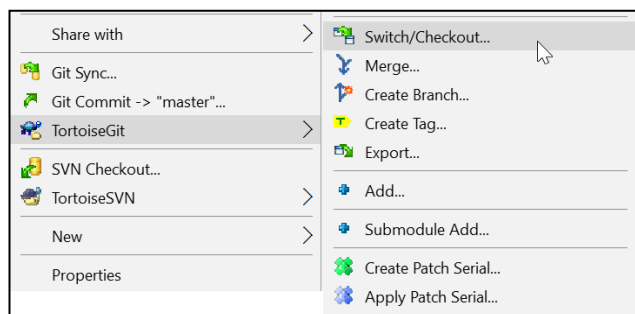 Share with
Git Sync...
Git Commit -> "master"...
TortoiseGit
SVN Checkout...
TortoiseSVN
New
Properties
Switch/Checkout...
Merge...
Create Branch...
Create Tag...
Export...
Add...
Submodule Add...
Create Patch Serial...
Apply Patch Serial...